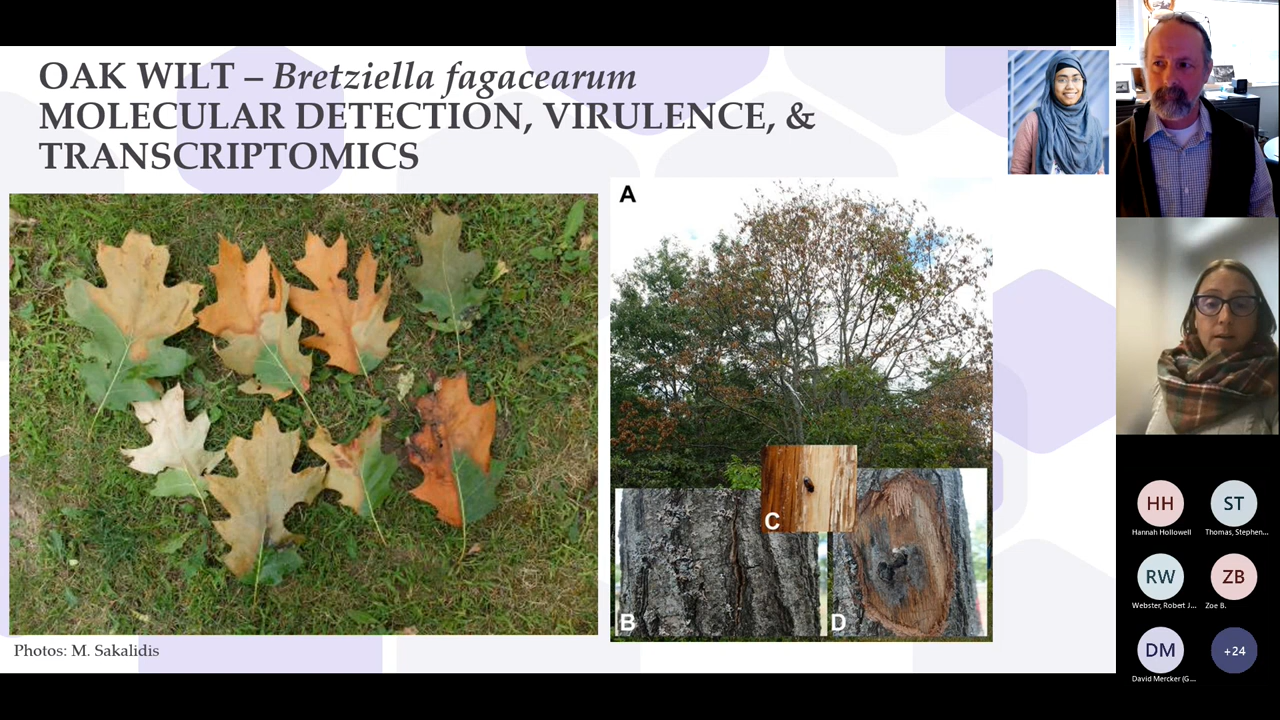 OAK WILT – Bretziella fagacearum
MOLECULAR DETECTION, VIRULENCE, &
TRANSCRIPTOMICS
A
C
B
D
Photos: M. Sakalidis
HH
ST
Hannah Hollowell
Thomas, Stephen...
RW
ZB
Webster, Robert J...
Zoe B.
DM
+24
David Mercker (G...